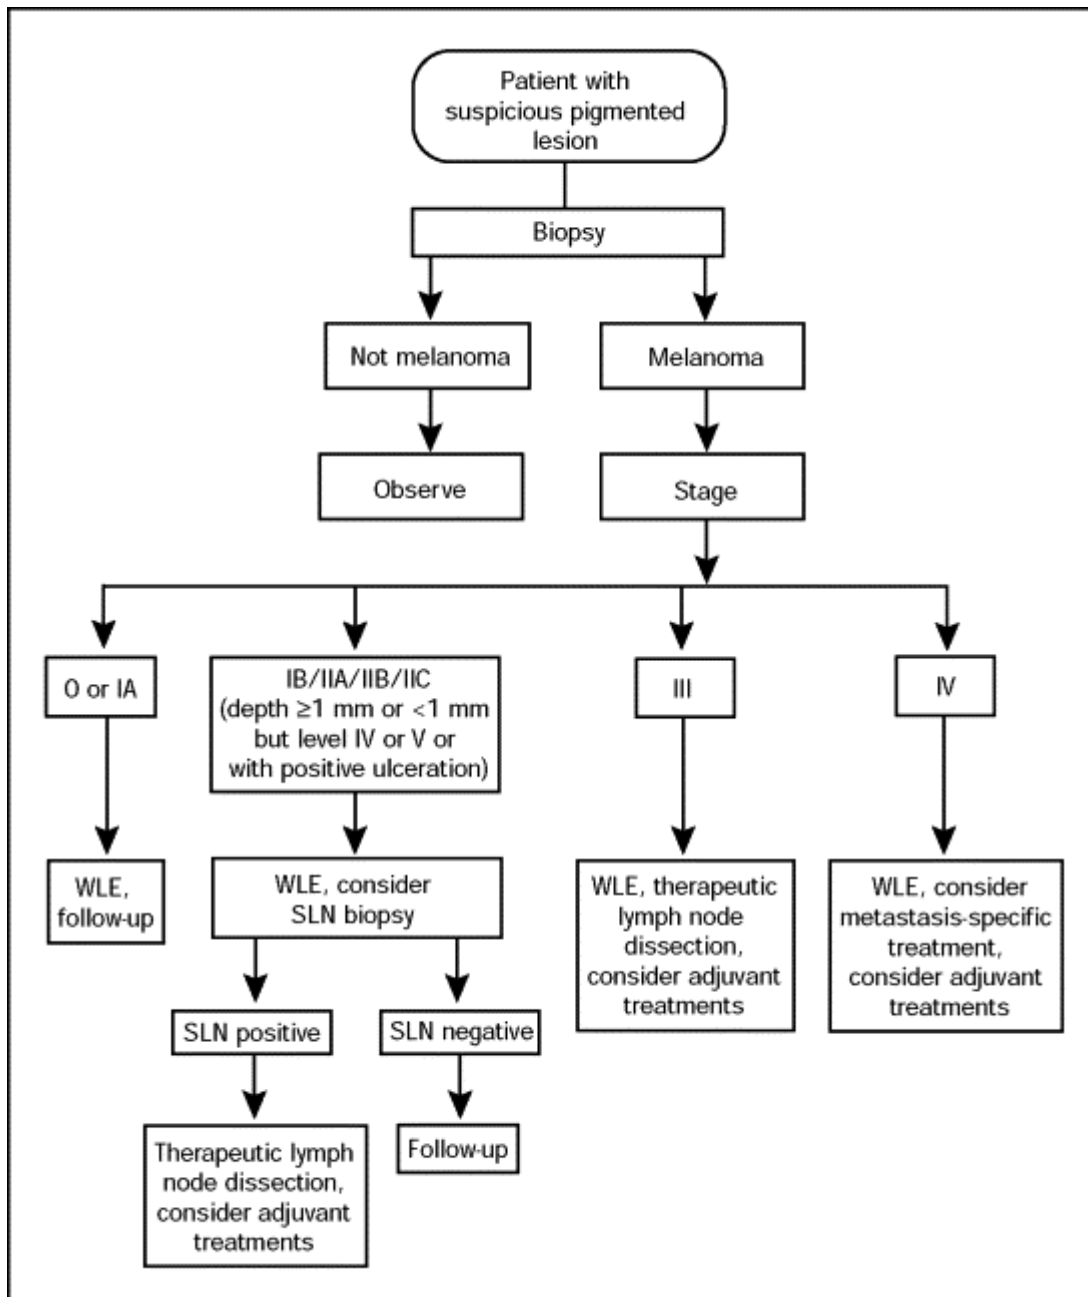 Patient with
suspicious pigmented
lesion
Biopsy
Not melanoma
Melanoma
Observe
Stage
0 or IA
IB/IIA/IIB/IIC
(depth ≥1 mm or <1 mm
but level IV or V or
with positive ulceration)
III
IV
WLE,
follow-up
WLE, consider
SLN biopsy
WLE, therapeutic
lymph node
dissection,
consider adjuvant
treatments
WLE, consider
metastasis-specific
treatment,
consider adjuvant
treatments
SLN positive
SLN negative
Therapeutic lymph
node dissection,
consider adjuvant
treatments
Follow-up